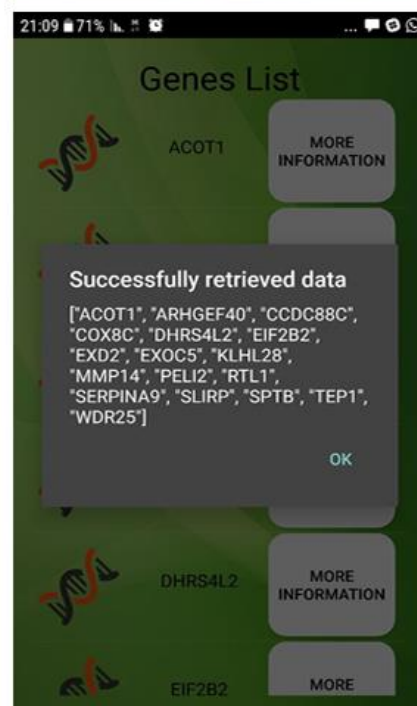 21:09 71%
Genes List
ACOT1
MORE
INFORMATION
Successfully retrieved data
["ACOT1", "ARHGEF40", "CCDC88C",
"COX8C", "DHRS4L2", "EIF2B2",
"EXD2", "EXOC5", "KLHL28",
"MMP14", "PELI2", "RTL1",
"SERPINA9", "SLIRP", "SPTB", "TEP1",
"WDR25"]
OK
DHRS4L2
MORE
INFORMATION
EIF2B2
MORE